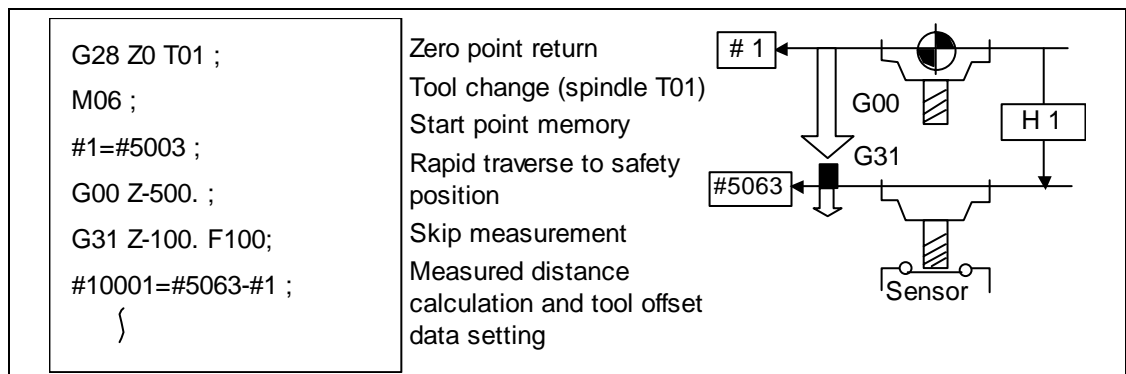 G28 Z0 T01 ;
M06 ;
#1=#5003 ;
G00 Z-500. ;
G31 Z-100. F100;
#10001=#5063-#1 ;
Zero point return
Tool change (spindle T01)
Start point memory
Rapid traverse to safety
position
Skip measurement
Measured distance
calculation and tool offset
data setting
# 1
G00
H 1
G31
#5063
Sensor